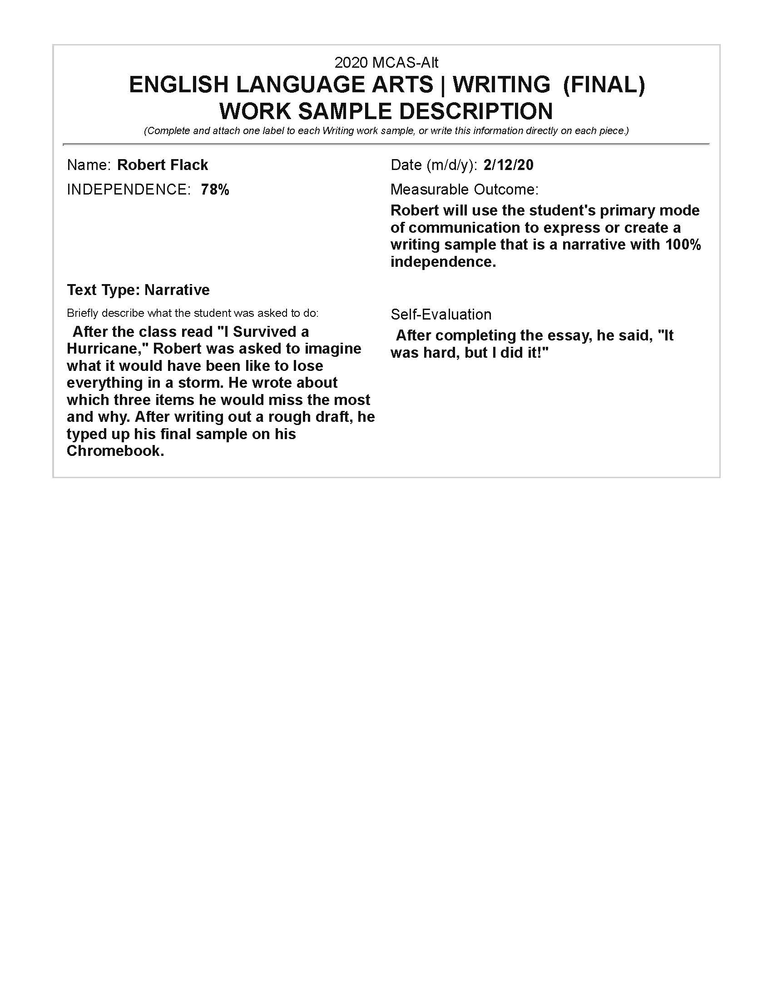 2020 MCAS-Alt
ENGLISH LANGUAGE ARTS | WRITING (FINAL)
WORK SAMPLE DESCRIPTION
(Complete and attach one label to each Writing work sample, or write this information directly on each piece.)
Name: Robert Flack
Date (m/d/y): 2/12/20
INDEPENDENCE: 78%
Measurable Outcome:
Robert will use the student's primary mode
of communication to express or create a
writing sample that is a narrative with 100%
independence.
Text Type: Narrative
Briefly describe what the student was asked to do:
After the class read "I Survived a
Hurricane," Robert was asked to imagine
what it would have been like to lose
everything in a storm. He wrote about
which three items he would miss the most
and why. After writing out a rough draft, he
typed up his final sample on his
Chromebook.
Self-Evaluation
After completing the essay, he said, "It
was hard, but I did it!"